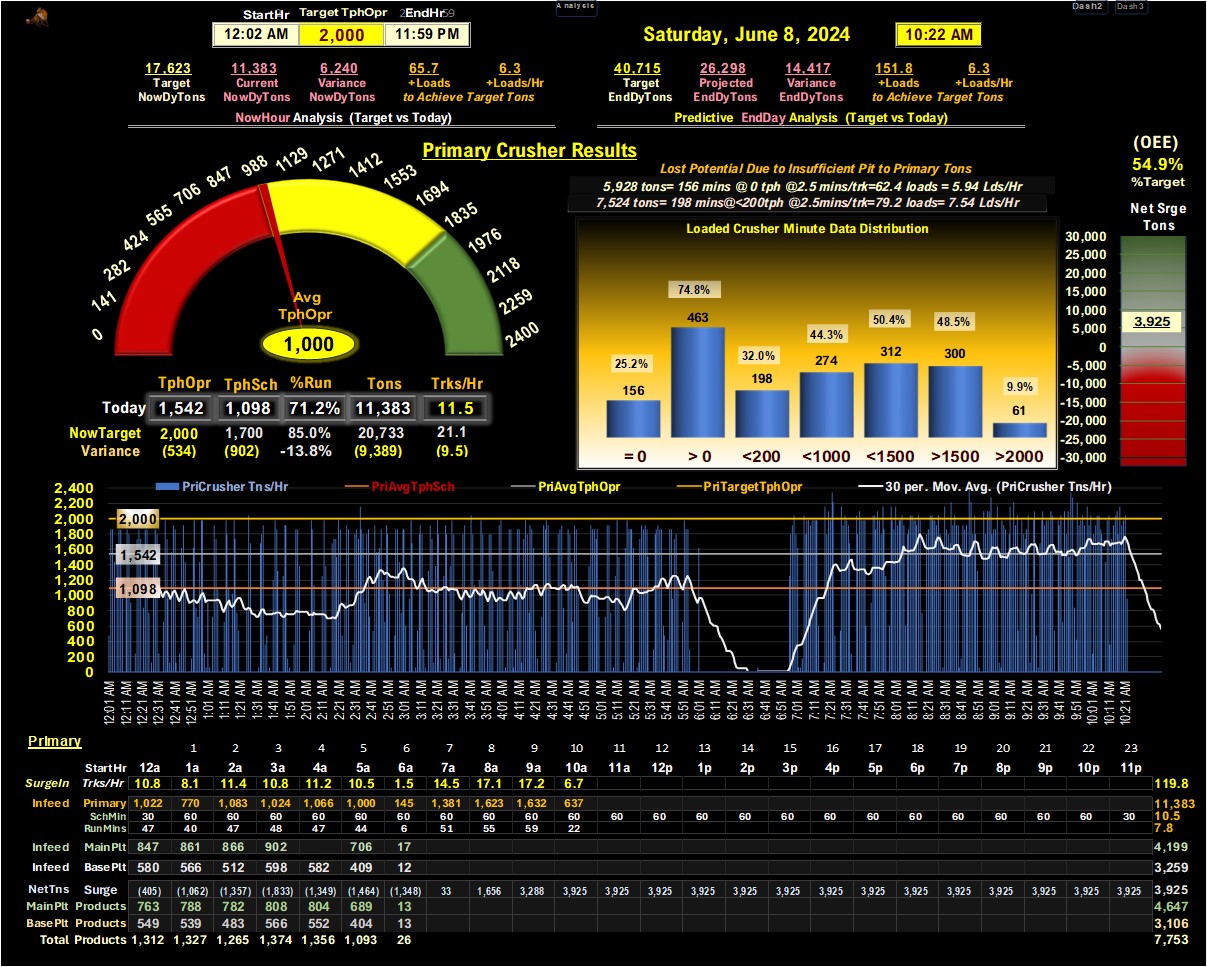 Analysis
Dash2 Dash3
StartHr Target TphOpr EndHr
12:02 AM 2,000 11:59 PM
Saturday, June 8, 2024 10:22 AM
17,623 11,383 6,240 65.7 6.3
Target Current Variance +Loads +Loads/Hr
NowDyTons NowDyTons NowDyTons to Achieve Target Tons
NowHour Analysis (Target vs Today)
40,715 26,298 14,417 151.8 6.3
Target Projected Variance +Loads +Loads/Hr
EndDyTons EndDyTons EndDyTons to Achieve Target Tons
Predictive EndDay Analysis (Target vs Today)
Primary Crusher Results
0 141 282 424 565 706 847 988 1129 1271 1412 1553 1694 1835 1976 2118 2259 2400
Avg
TphOpr
1,000
TphOpr TphSch %Run Tons Trks/Hr
Today 1,542 1,098 71.2% 11,383 11.5
NowTarget 2,000 1,700 85.0% 20,733 21.1
Variance (534) (902) -13.8% (9,389) (9.5)
Lost Potential Due to Insufficient Pit to Primary Tons
5,928 tons= 156 mins @ 0 tph @2.5 mins/trk=62.4 loads = 5.94 Lds/Hr
7,524 tons= 198 mins@<200tph @2.5mins/trk=79.2 loads= 7.54 Lds/Hr
Loaded Crusher Minute Data Distribution
25.2% 74.8% 32.0% 44.3% 50.4% 48.5% 9.9%
156 463 198 274 312 300 61
= 0 > 0 <200 <1000 <1500 >1500 >2000
(OEE)
54.9%
%Target
Net Srge
Tons
30,000
25,000
20,000
15,000
10,000
5,000
0
-5,000
-10,000
-15,000
-20,000
-25,000
-30,000
3,925
PriCrusher Tns/Hr PriAvgTphSch PriAvgTphOpr PriTargetTphOpr 30 per. Mov. Avg. (PriCrusher Tns/Hr)
2,400
2,200
2,000
1,800
1,600
1,400
1,200
1,000
800
600
400
200
0
2,000
1,542
1,098
12:01 AM 12:11 AM 12:21 AM 12:31 AM 12:41 AM 12:51 AM 1:01 AM 1:11 AM 1:21 AM 1:31 AM 1:41 AM 1:51 AM 2:01 AM 2:11 AM 2:21 AM 2:31 AM 2:41 AM 2:51 AM 3:01 AM 3:11 AM 3:21 AM 3:31 AM 3:41 AM 3:51 AM 4:01 AM 4:11 AM 4:21 AM 4:31 AM 4:41 AM 4:51 AM 5:01 AM 5:11 AM 5:21 AM 5:31 AM 5:41 AM 5:51 AM 6:01 AM 6:11 AM 6:21 AM 6:31 AM 6:41 AM 6:51 AM 7:01 AM 7:11 AM 7:21 AM 7:31 AM 7:41 AM 7:51 AM 8:01 AM 8:11 AM 8:21 AM 8:31 AM 8:41 AM 8:51 AM 9:01 AM 9:11 AM 9:21 AM 9:31 AM 9:41 AM 9:51 AM 10:01 AM 10:11 AM 10:21 AM
Primary
1 2 3 4 5 6 7 8 9 10 11 12 13 14 15 16 17 18 19 20 21 22 23
StartHr 12a 1a 2a 3a 4a 5a 6a 7a 8a 9a 10a 11a 12p 1p 2p 3p 4p 5p 6p 7p 8p 9p 10p 11p
SurgeIn Trks/Hr 10.8 8.1 11.4 10.8 11.2 10.5 1.5 14.5 17.1 17.2 6.7 119.8
Infeed Primary 1,022 770 1,083 1,024 1,066 1,000 145 1,381 1,623 1,632 637 11,383
SchMin 30 60 60 60 60 60 60 60 60 60 60 60 60 60 60 60 60 60 60 60 60 60 60 30 10.5
RunMins 47 40 47 48 47 44 6 51 55 59 22 7.8
Infeed MainPlt 847 861 866 902 706 17 4,199
Infeed BasePlt 580 566 512 598 582 409 12 3,259
NetTns Surge (405) (1,062) (1,357) (1,833) (1,349) (1,464) (1,348) 33 1,656 3,288 3,925 3,925 3,925 3,925 3,925 3,925 3,925 3,925 3,925 3,925 3,925 3,925 3,925 3,925 3,925
MainPlt Products 763 788 782 808 804 689 13 4,647
BasePlt Products 549 539 483 566 552 404 13 3,106
Total Products 1,312 1,327 1,265 1,374 1,356 1,093 26 7,753